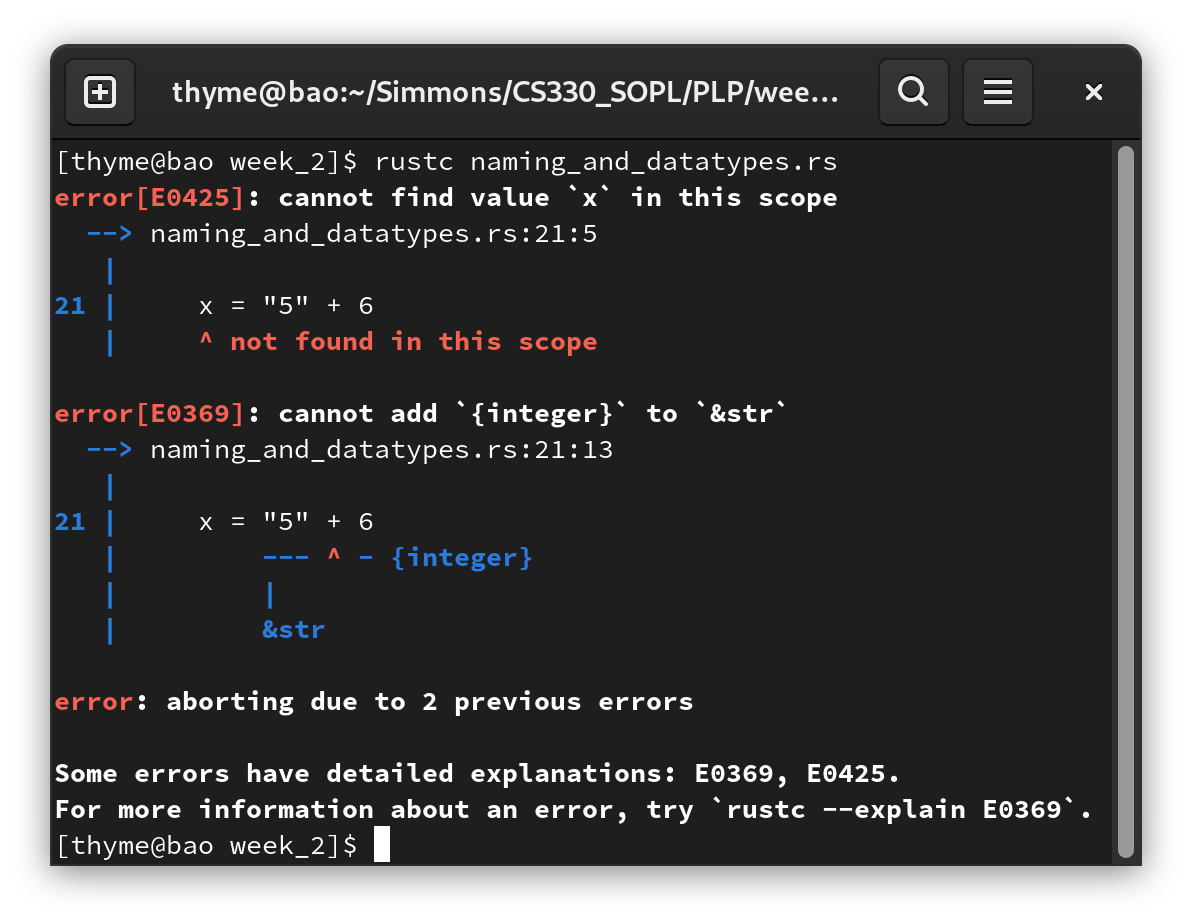 thyme@bao:~/Simmons/CS330_SOPL/PLP/wee...
[thyme@bao week_2]$ rustc naming_and_datatypes.rs
error[E0425]: cannot find value `x` in this scope
  --> naming_and_datatypes.rs:21:5
   |
21 |     x = "5" + 6
   |     ^ not found in this scope

error[E0369]: cannot add `{integer}` to `&str`
  --> naming_and_datatypes.rs:21:13
   |
21 |     x = "5" + 6
   |         --- ^ - {integer}
   |         |
   |         &str

error: aborting due to 2 previous errors

Some errors have detailed explanations: E0369, E0425.
For more information about an error, try `rustc --explain E0369`.
[thyme@bao week_2]$